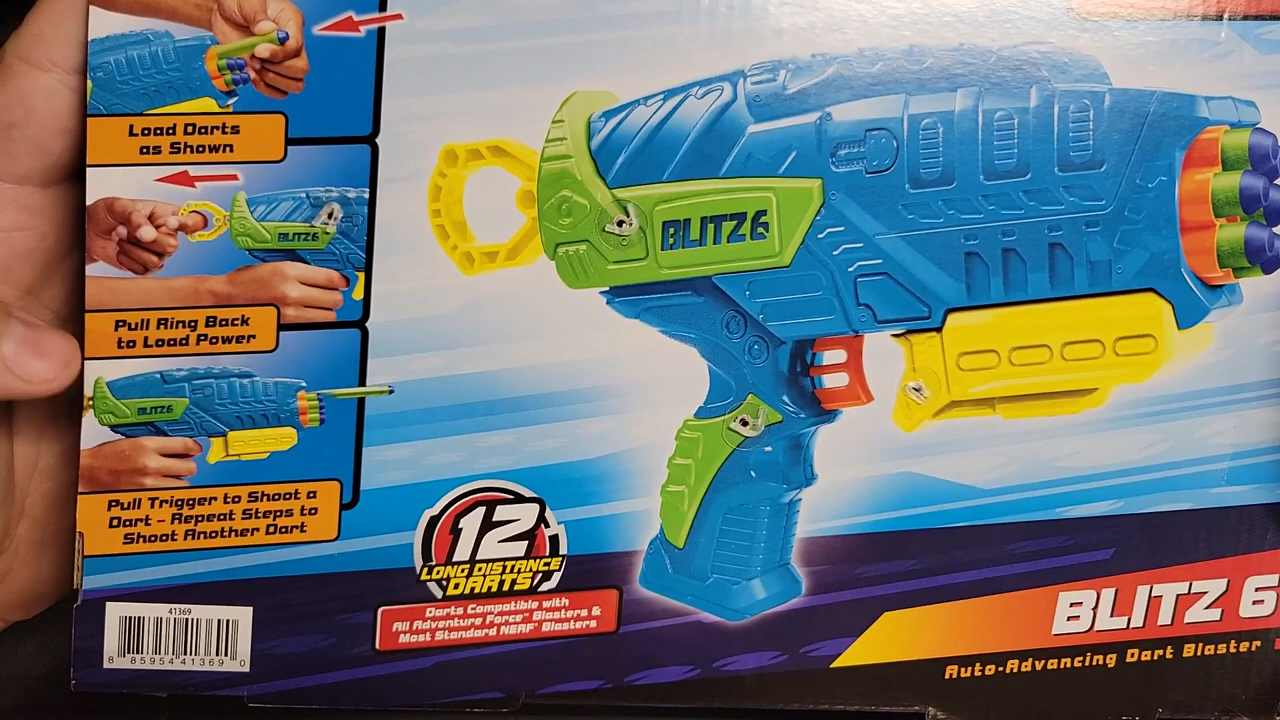 Load Darts
as Shown
BLITZ6
Pull Ring Back
to Load Power
BLITZ6
Pull Trigger to Shoot a
Dart – Repeat Steps to
Shoot Another Dart
BLITZ6
12
LONG DISTANCE
DARTS
Darts Compatible with
All Adventure Force™ Blasters &
Most Standard NERF® Blasters
41369
8 85954 41369 0
BLITZ 6
Auto-Advancing Dart Blaster